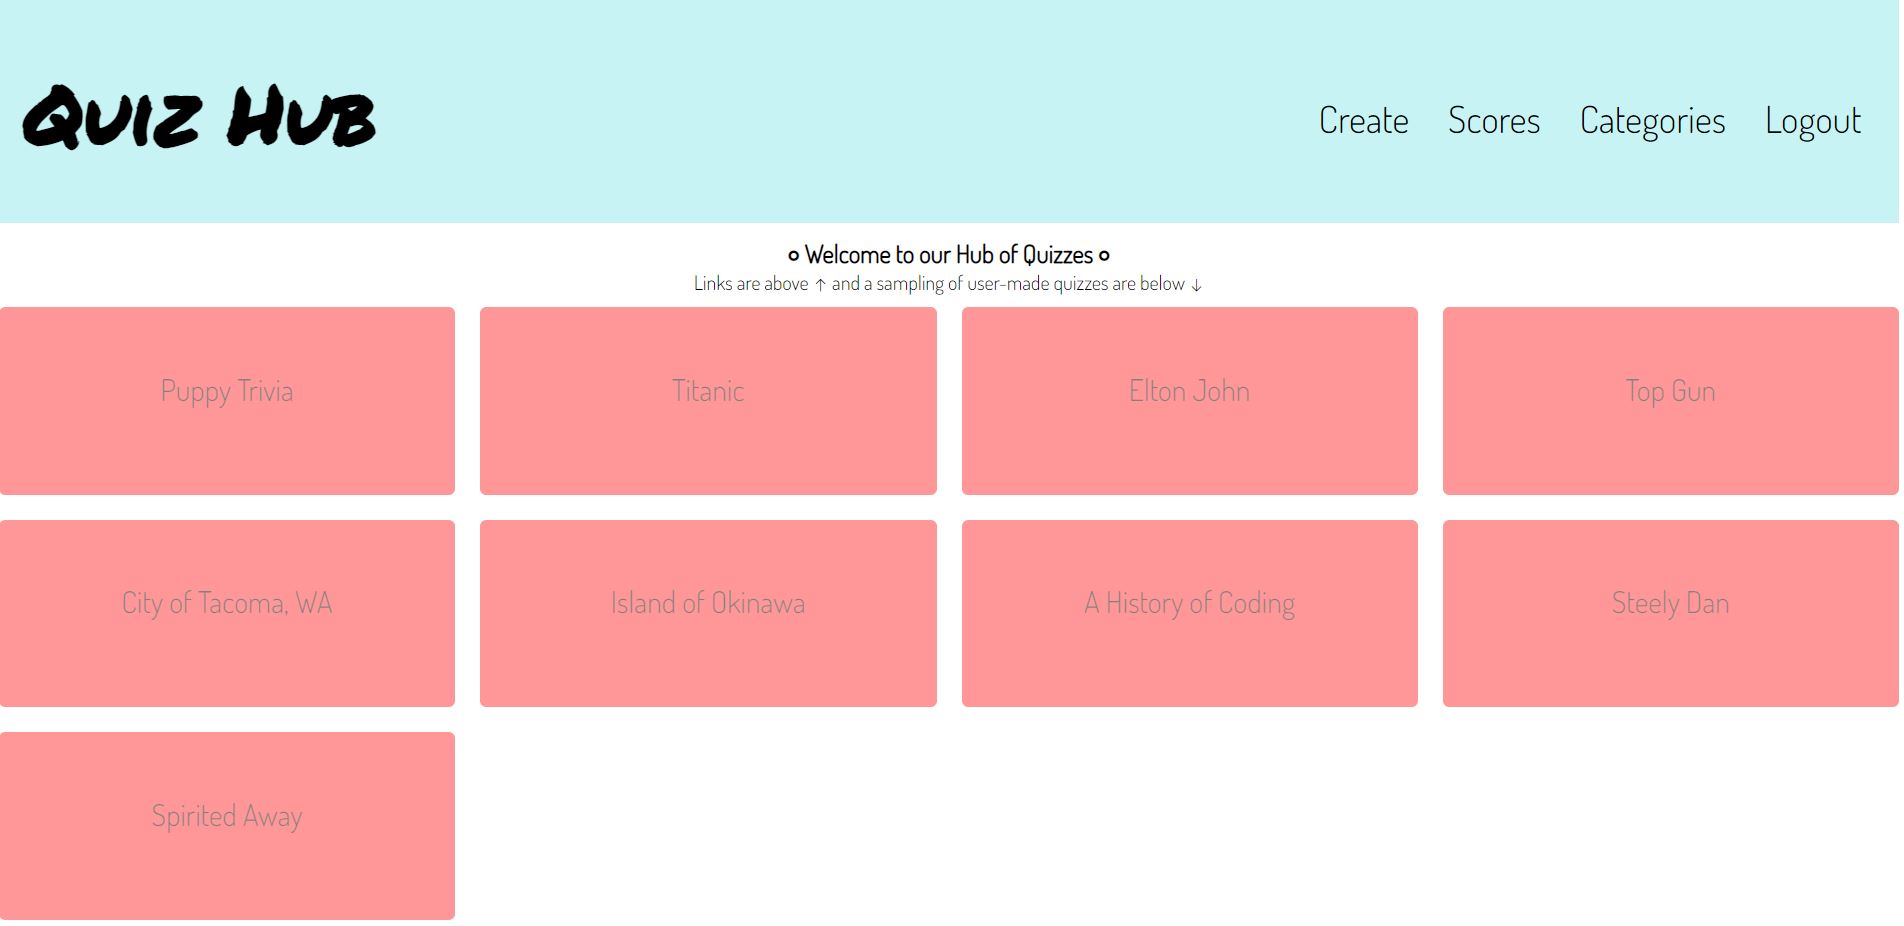 Quiz Hub
Create Scores Categories Logout
⚬ Welcome to our Hub of Quizzes ⚬
Links are above ↑ and a sampling of user-made quizzes are below ↓
Puppy Trivia
Titanic
Elton John
Top Gun
City of Tacoma, WA
Island of Okinawa
A History of Coding
Steely Dan
Spirited Away